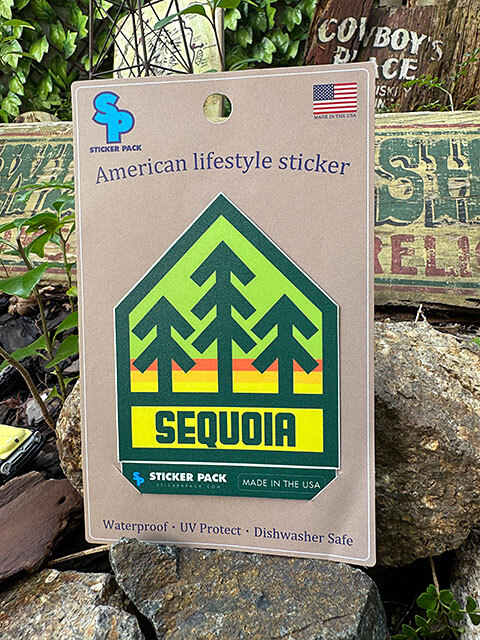 COWBOY'S
PLACE
SP
STICKER PACK
MADE IN THE USA
American lifestyle sticker
SEQUOIA
SP STICKER PACK
STICKERPACK.COM
MADE IN THE USA
Waterproof · UV Protect · Dishwasher Safe